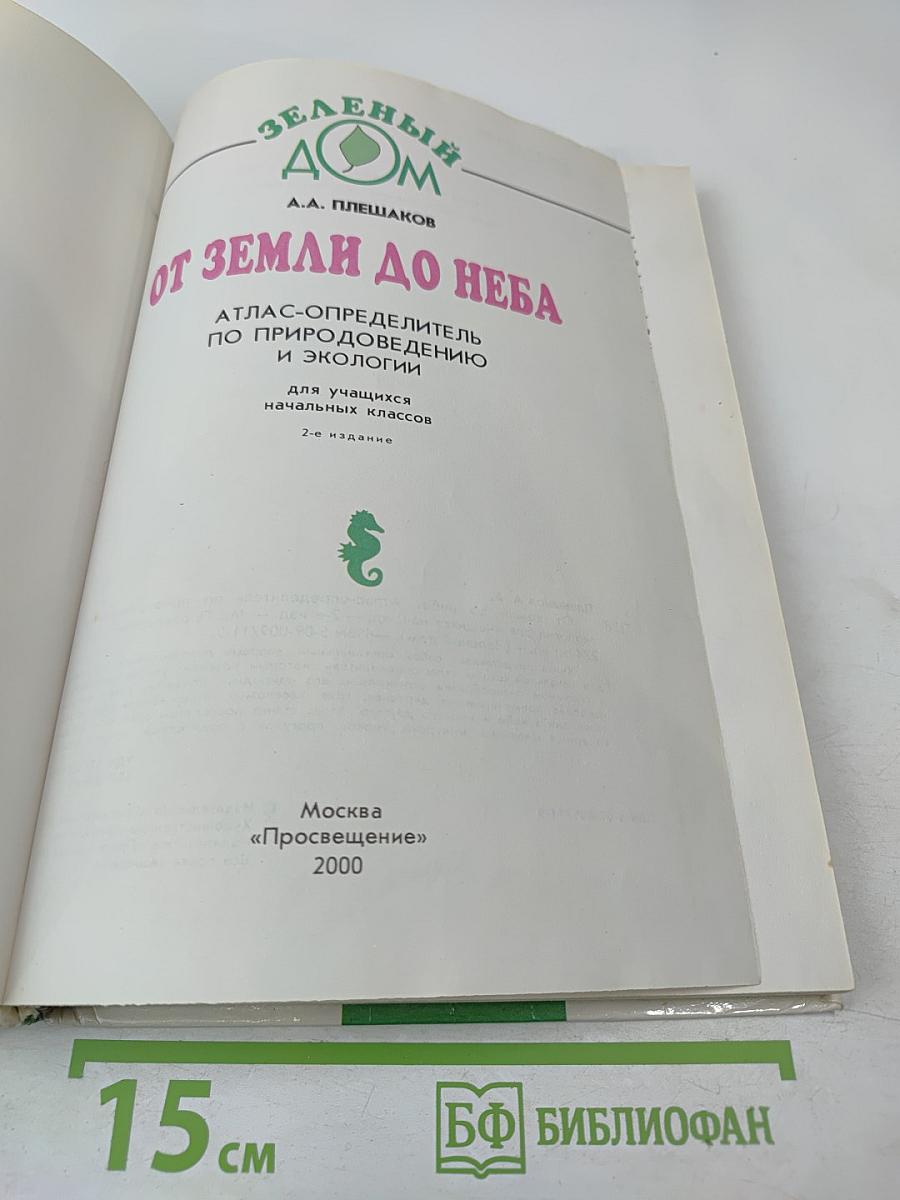 ЗЕЛЕНЫЙ
ДОМ
А.А. ПЛЕШАКОВ
ОТ ЗЕМЛИ ДО НЕБА
АТЛАС-ОПРЕДЕЛИТЕЛЬ
ПО ПРИРОДОВЕДЕНИЮ
И ЭКОЛОГИИ
для учащихся
начальных классов
2-е издание
Москва
«Просвещение»
2000
15 см
БФ БИБЛИОФАН